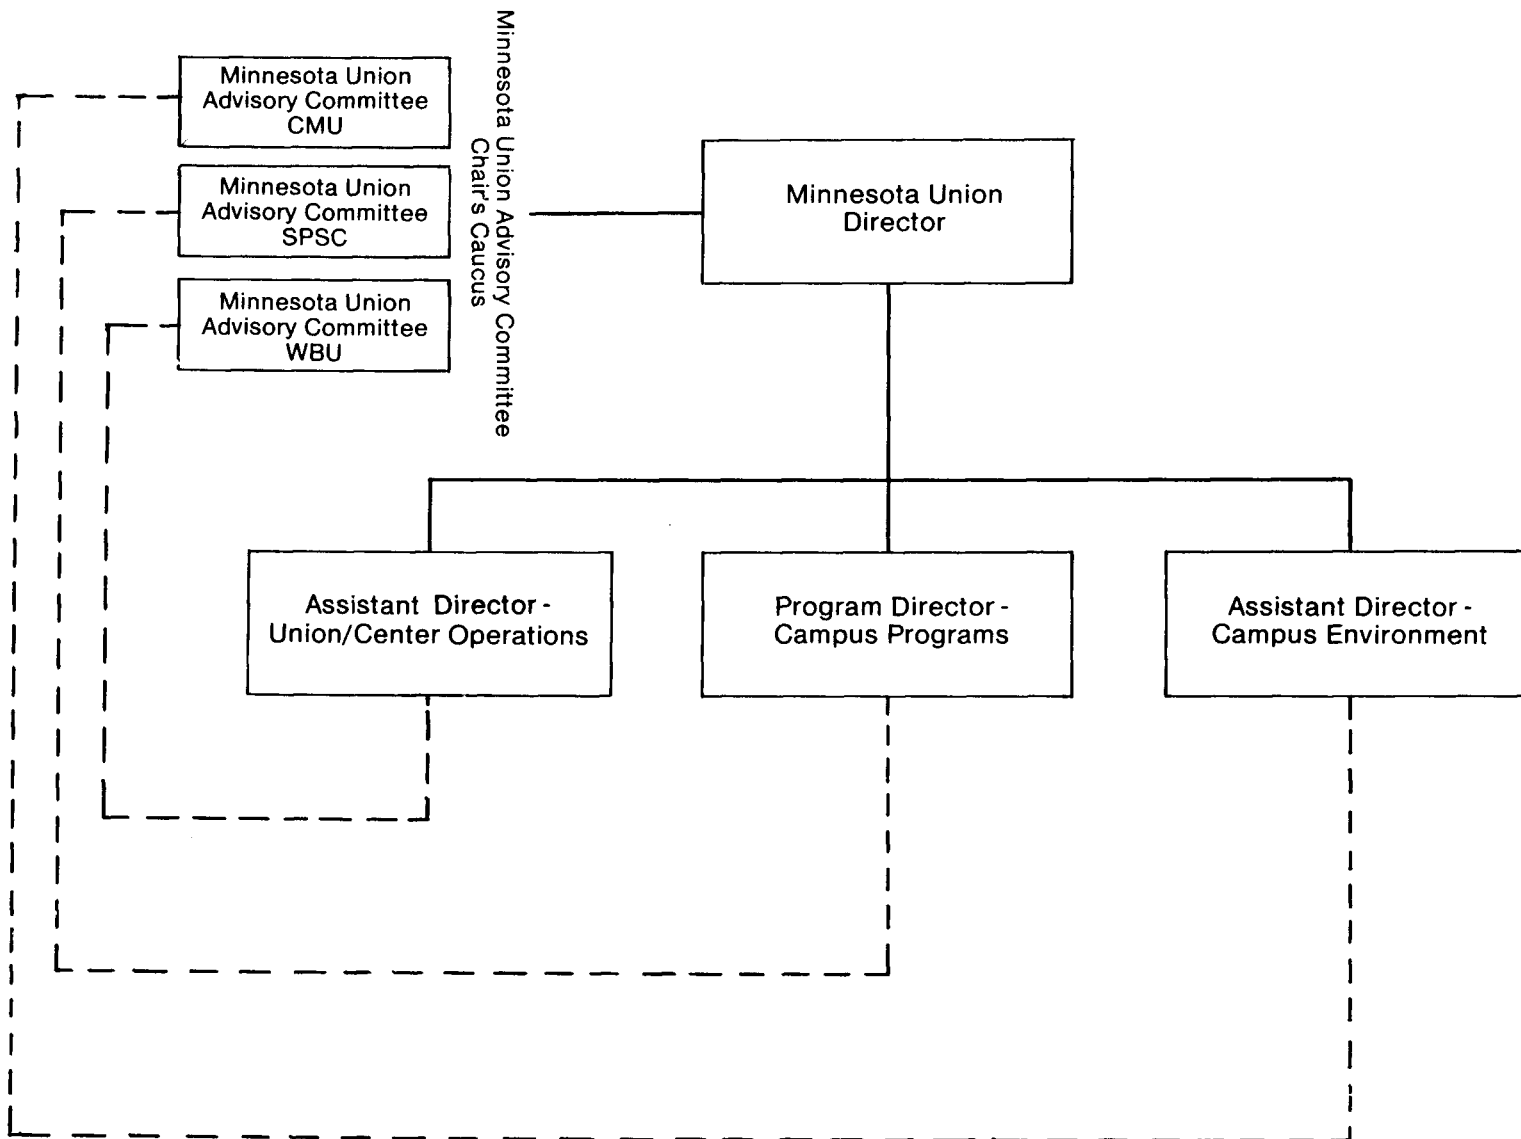 Minnesota Union
Advisory Committee
CMU
Minnesota Union
Advisory Committee
SPSC
Minnesota Union
Advisory Committee
WBU
Minnesota Union Advisory Committee
Chair's Caucus
Minnesota Union
Director
Assistant Director -
Union/Center Operations
Program Director -
Campus Programs
Assistant Director -
Campus Environment